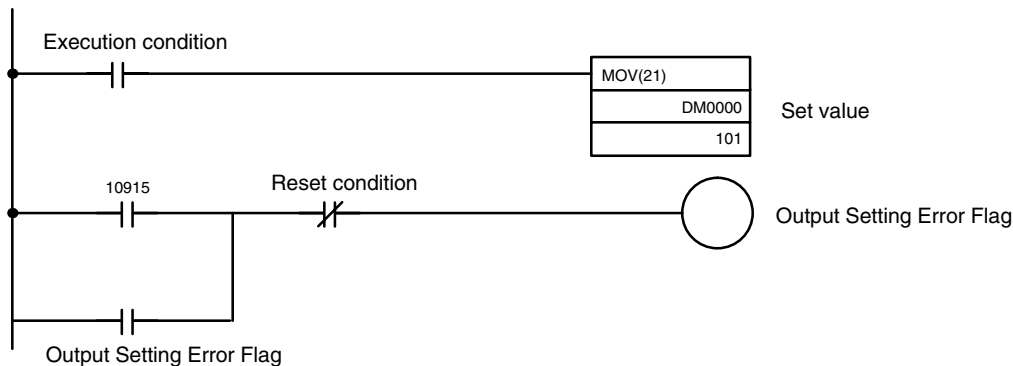 Execution condition
MOV(21)
DM0000
Set value
101
10915
Reset condition
Output Setting Error Flag
Output Setting Error Flag